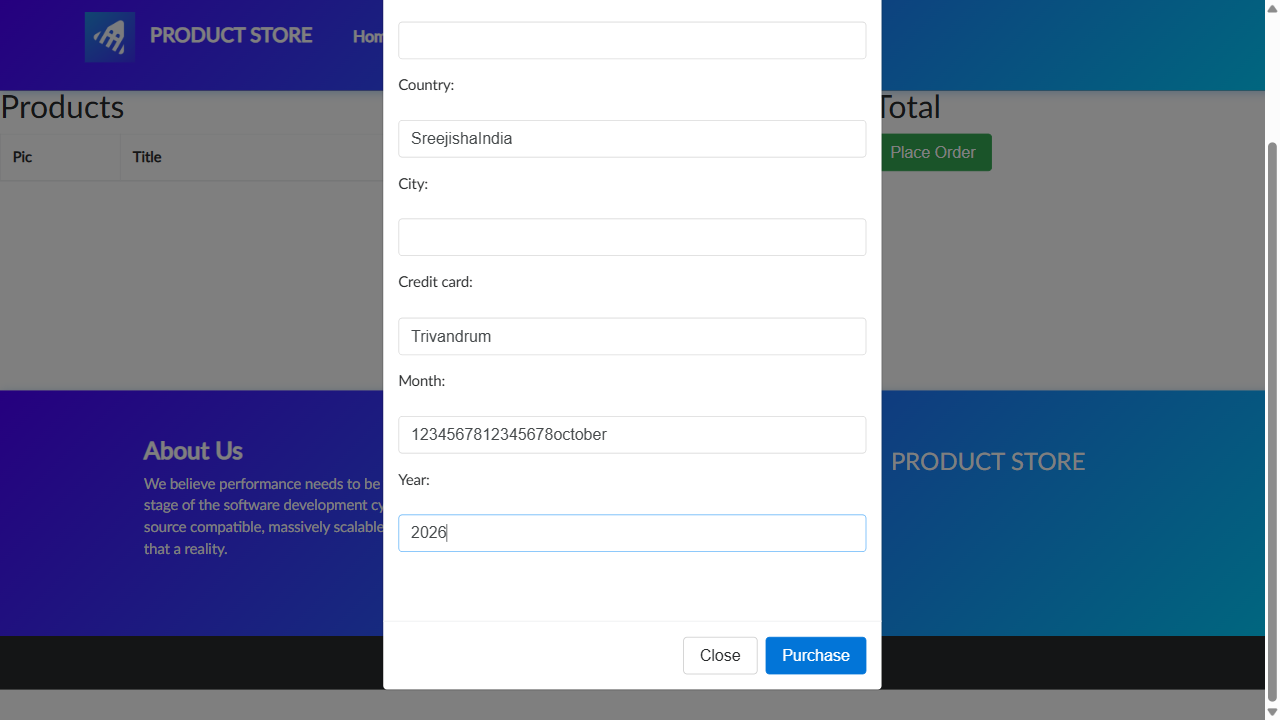 PRODUCT STORE
Hom
Products
Pic
Title
Total
Place Order
Country:
SreejishaIndia
City:
Credit card:
Trivandrum
Month:
1234567812345678october
Year:
2026
Close
Purchase
About Us
We believe performance needs to be
stage of the software development cy
source compatible, massively scalable
that a reality.
PRODUCT STORE